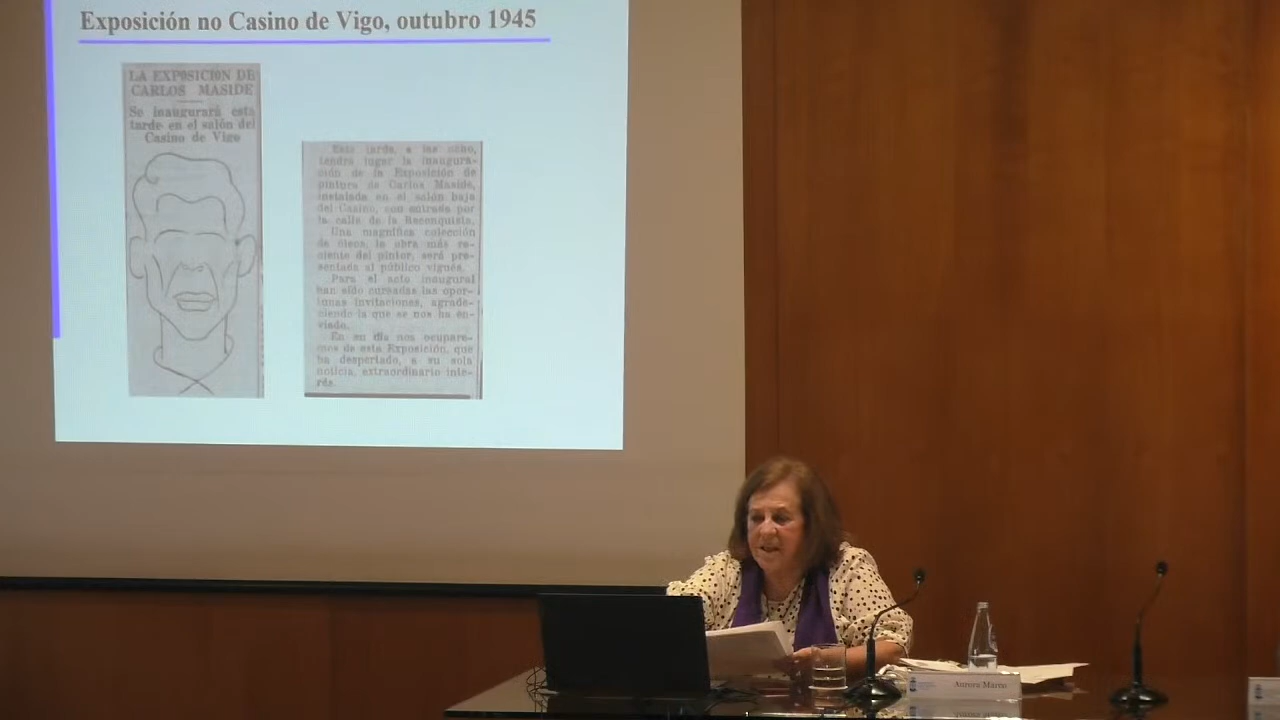 Exposición no Casino de Vigo, outubro 1945
LA EXPOSICION DE
CARLOS MASIDE
Se inaugurará esta
tarde en el salón del
Casino de Vigo
Esta tarde, a las ocho,
tendrá lugar la inaugura-
ción de la Exposición de
pintura de Carlos Maside,
instalada en el salón bajo
del Casino, con entrada por
la calle de la Reconquista.
Una magnífica colección
de óleos, la obra más re-
ciente del pintor, será pre-
sentada al público vigués.
Para el acto inaugural
han sido cursadas las opor-
tunas invitaciones, agrade-
ciendo la que se nos ha en-
viado.
En su día nos ocupare-
mos de esta Exposición, que
ha despertado, a su sola
noticia, extraordinario inte-
rés.
Aurora Marco